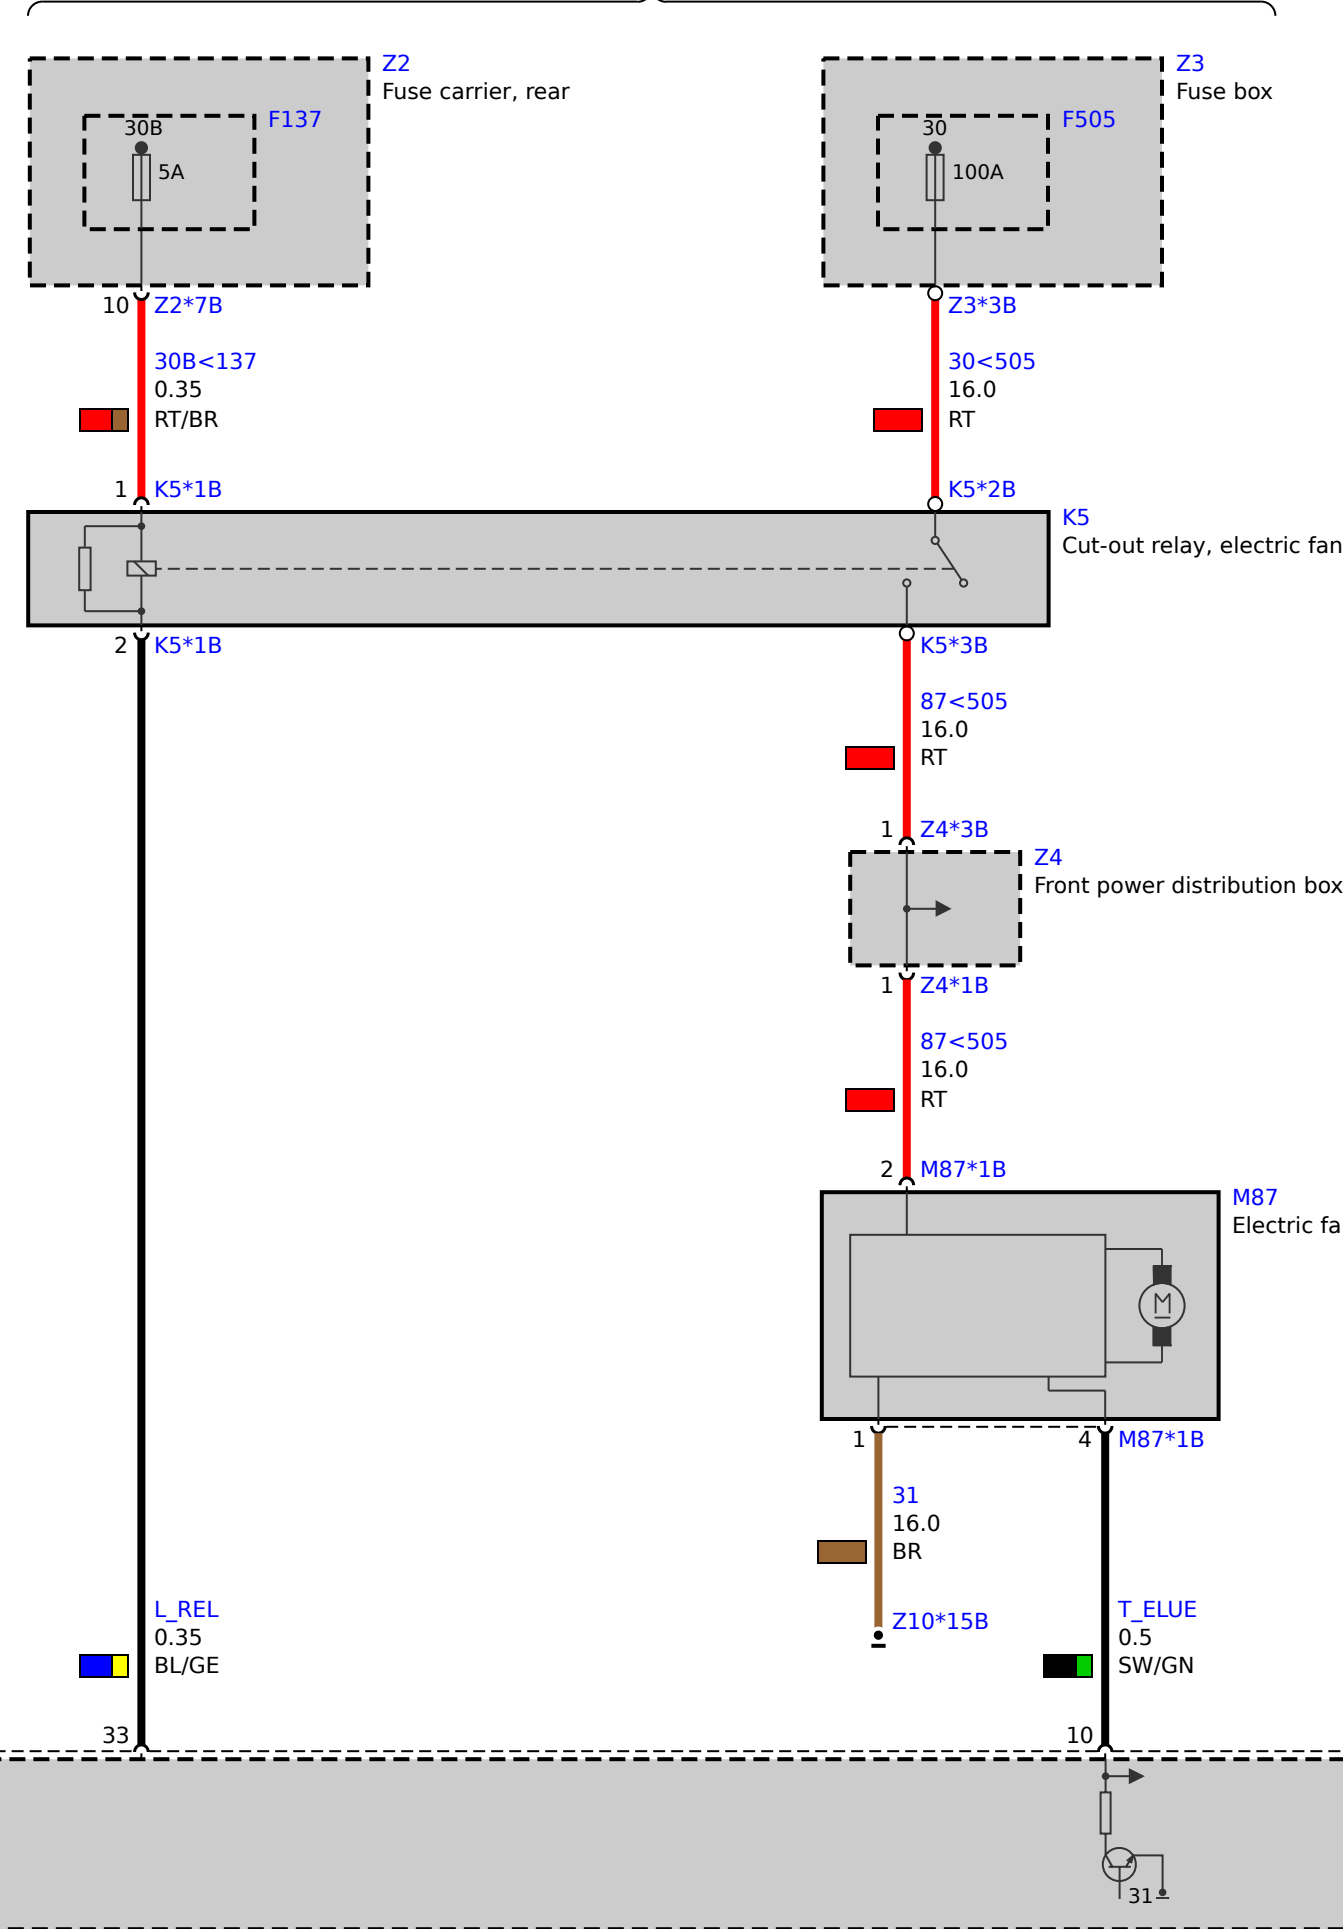 Z2
Fuse carrier, rear
F137
30B
5A
Z3
Fuse box
F505
30
100A
10 Z2*7B
Z3*3B
30B<137
0.35
RT/BR
30<505
16.0
RT
1 K5*1B
K5*2B
K5
Cut-out relay, electric fan
2 K5*1B
K5*3B
87<505
16.0
RT
1 Z4*3B
Z4
Front power distribution box
1 Z4*1B
87<505
16.0
RT
2 M87*1B
M87
Electric fa
M
1
4 M87*1B
31
16.0
BR
Z10*15B
L_REL
0.35
BL/GE
T_ELUE
0.5
SW/GN
33
10
31